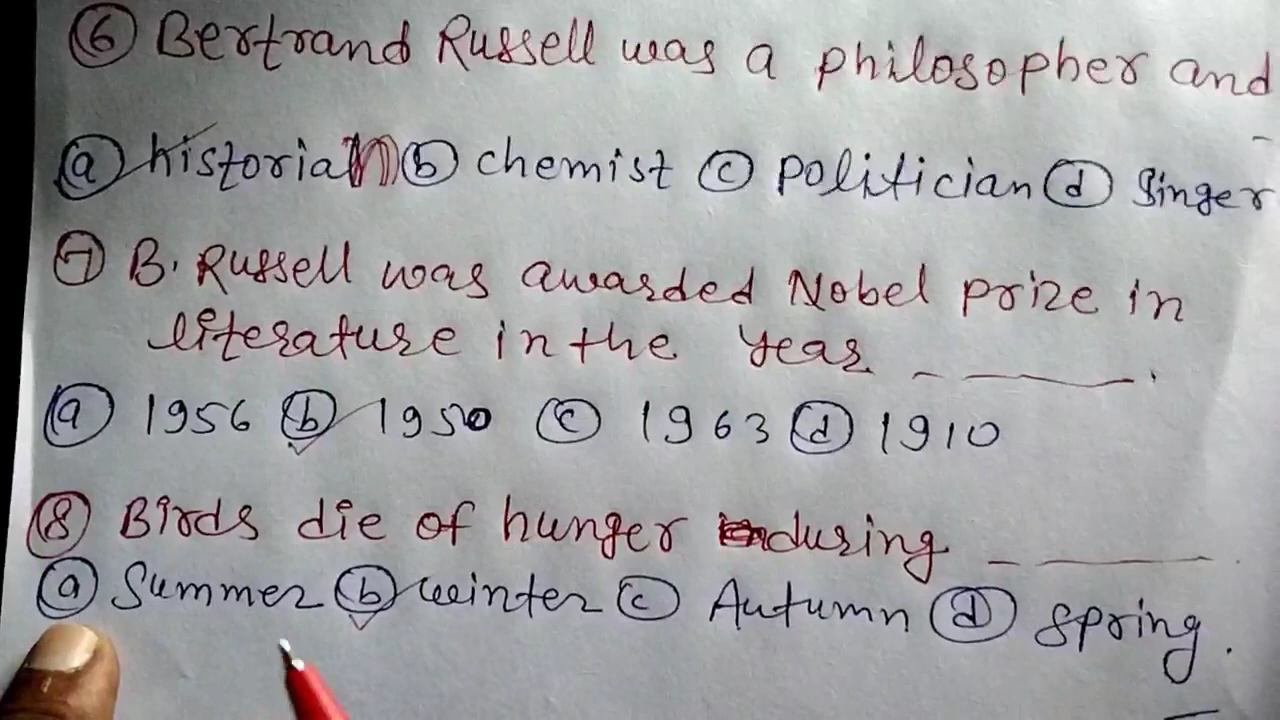 ⑥ Bertrand Russell was a philosopher and
ⓐ historian ⓑ chemist ⓒ Politician ⓓ Singer
⑦ B. Russell was awarded Nobel prize in
literature in the year _ ____.
ⓐ 1956 ⓑ 1950 ⓒ 1963 ⓓ 1910
⑧ Birds die of hunger during _ ____.
ⓐ Summer ⓑ winter ⓒ Autumn ⓓ Spring.